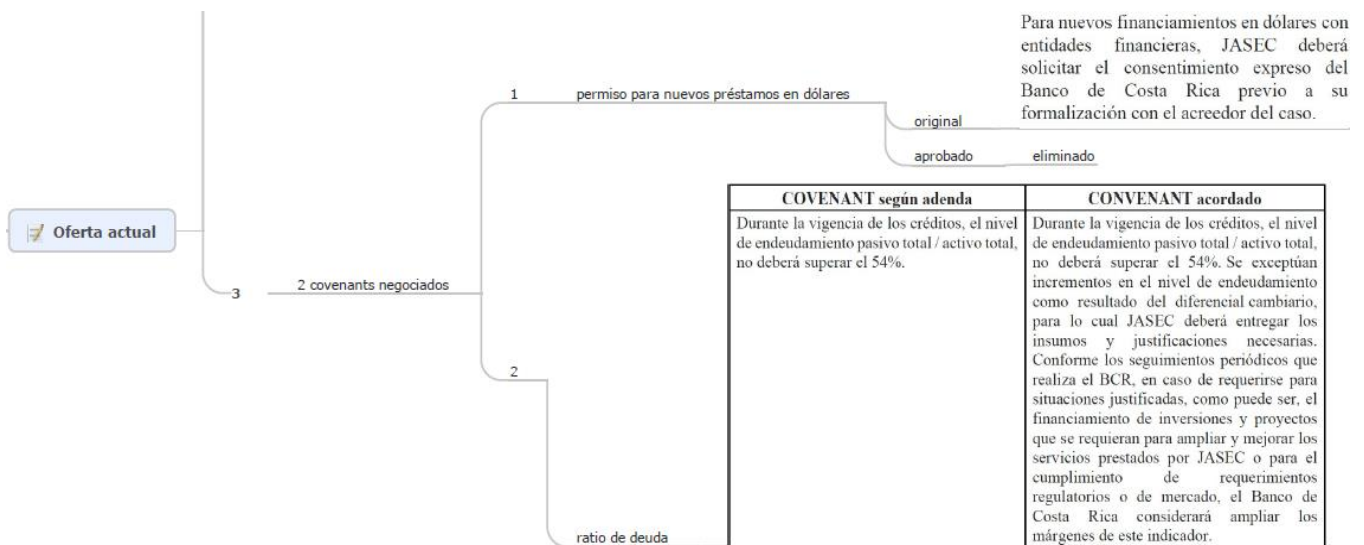 Para nuevos financiamientos en dólares con
entidades financieras, JASEC deberá
solicitar el consentimiento expreso del
Banco de Costa Rica previo a su
formalización con el acreedor del caso.
1
permiso para nuevos préstamos en dólares
original
aprobado
eliminado
Oferta actual
3
2 covenants negociados
2
ratio de deuda
COVENANT según adenda
Durante la vigencia de los créditos, el nivel
de endeudamiento pasivo total / activo total,
no deberá superar el 54%.
CONVENANT acordado
Durante la vigencia de los créditos, el nivel
de endeudamiento pasivo total / activo total,
no deberá superar el 54%. Se exceptúan
incrementos en el nivel de endeudamiento
como resultado del diferencial cambiario,
para lo cual JASEC deberá entregar los
insumos y justificaciones necesarias.
Conforme los seguimientos periódicos que
realiza el BCR, en caso de requerirse para
situaciones justificadas, como puede ser, el
financiamiento de inversiones y proyectos
que se requieran para ampliar y mejorar los
servicios prestados por JASEC o para el
cumplimiento de requerimientos
regulatorios o de mercado, el Banco de
Costa Rica considerará ampliar los
márgenes de este indicador.